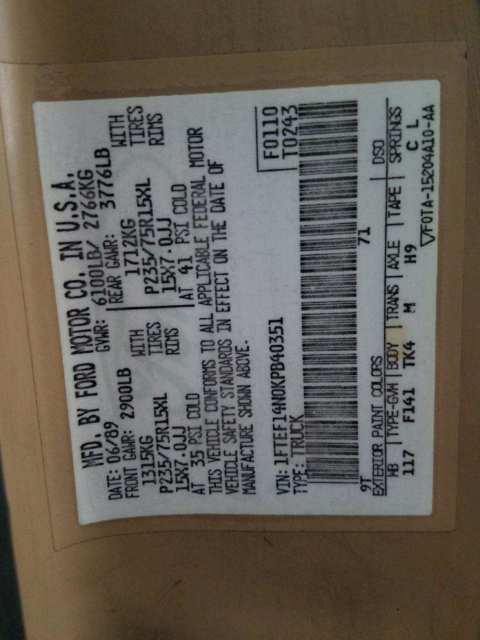 MFD. BY FORD MOTOR CO. IN U.S.A.
DATE: 06/89 GVWR: 6100LB/ 2766KG
FRONT GAWR: 2900LB REAR GAWR: 3776LB
1315KG WITH 1712KG WITH
P235/75R15XL TIRES P235/75R15XL TIRES
15X7.0JJ RIMS 15X7.0JJ RIMS
AT 35 PSI COLD AT 41 PSI COLD
THIS VEHICLE CONFORMS TO ALL APPLICABLE FEDERAL MOTOR
VEHICLE SAFETY STANDARDS IN EFFECT ON THE DATE OF
MANUFACTURE SHOWN ABOVE.
F0110
T0243
VIN: 1FTEF14N0KPB40351
TYPE: TRUCK
9T 71
EXTERIOR PAINT COLORS DSO
WB TYPE-GVW BODY TRANS AXLE TAPE SPRINGS
117 F141 TK4 M H9 C L
VF0TA-15204A10-AA